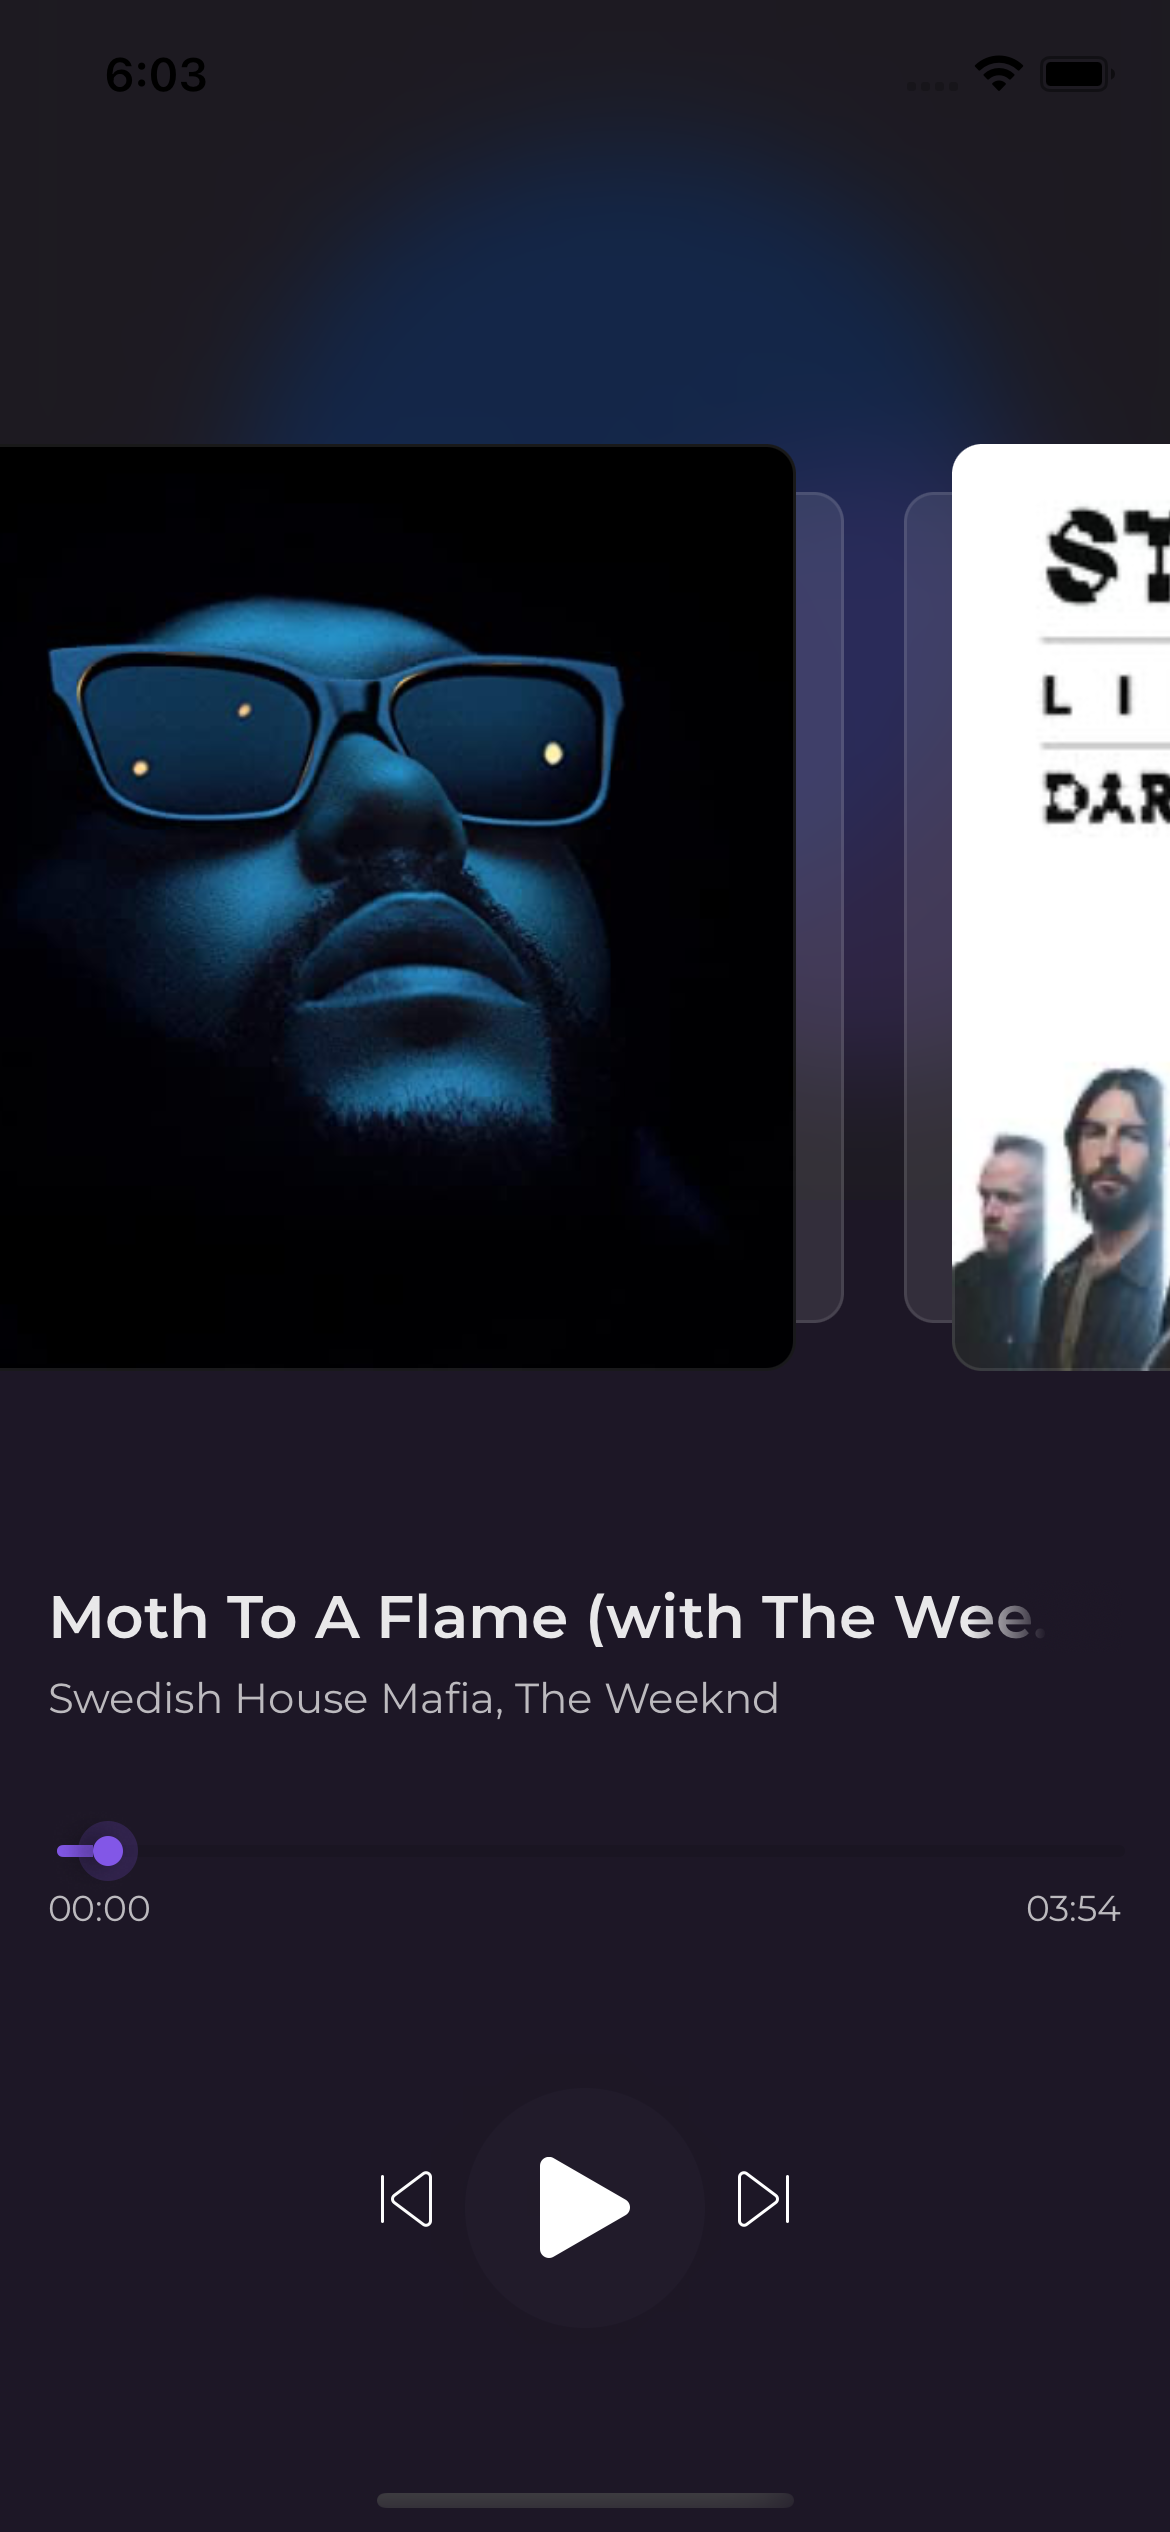 6:03
ST
L I
DAR
Moth To A Flame (with The Wee..
Swedish House Mafia, The Weeknd
00:00
03:54